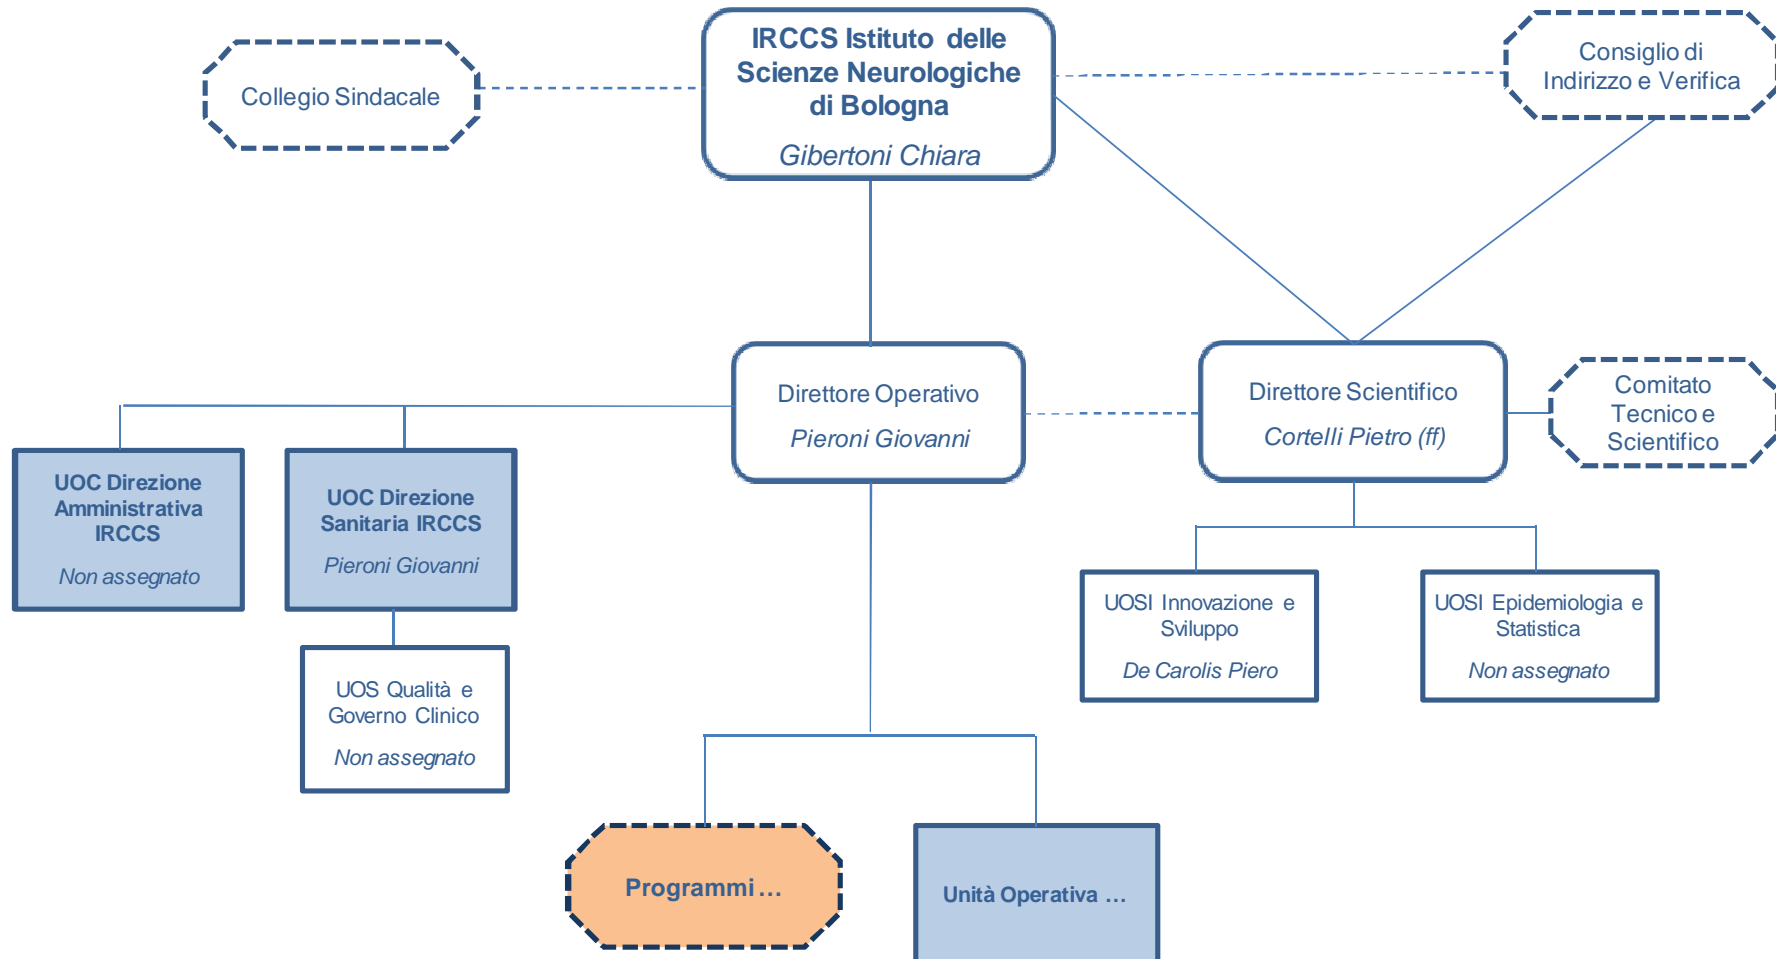 IRCCS Istituto delle
Scienze Neurologiche
di Bologna
Gibertoni Chiara
Collegio Sindacale
Consiglio di
Indirizzo e Verifica
Direttore Operativo
Pieroni Giovanni
Direttore Scientifico
Cortelli Pietro (ff)
Comitato
Tecnico e
Scientifico
UOC Direzione
Amministrativa
IRCCS
Non assegnato
UOC Direzione
Sanitaria IRCCS
Pieroni Giovanni
UOS Qualità e
Governo Clinico
Non assegnato
UOSI Innovazione e
Sviluppo
De Carolis Piero
UOSI Epidemiologia e
Statistica
Non assegnato
Programmi ...
Unità Operativa ...